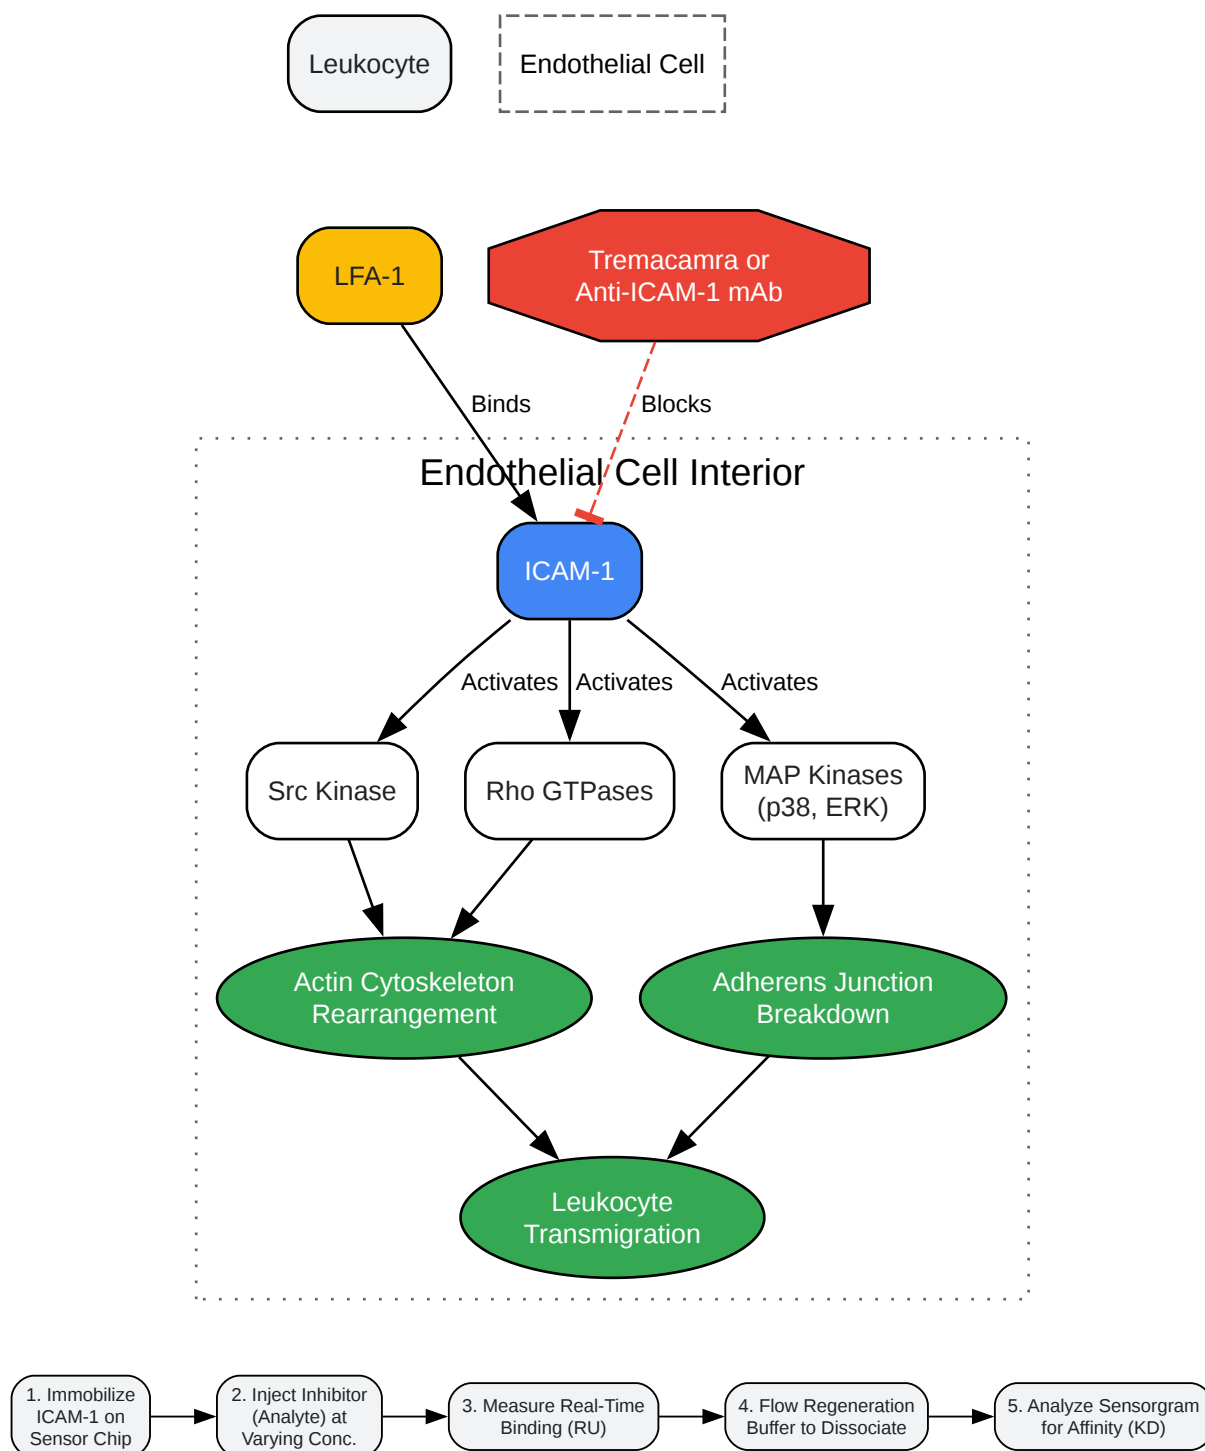 Leukocyte
Endothelial Cell
LFA-1
Tremacamra or
Anti-ICAM-1 mAb
Binds
Blocks
Endothelial Cell Interior
ICAM-1
Activates
Activates
Activates
Src Kinase
Rho GTPases
MAP Kinases
(p38, ERK)
Actin Cytoskeleton
Rearrangement
Adherens Junction
Breakdown
Leukocyte
Transmigration
1. Immobilize
ICAM-1 on
Sensor Chip
2. Inject Inhibitor
(Analyte) at
Varying Conc.
3. Measure Real-Time
Binding (RU)
4. Flow Regeneration
Buffer to Dissociate
5. Analyze Sensorgram
for Affinity (KD)